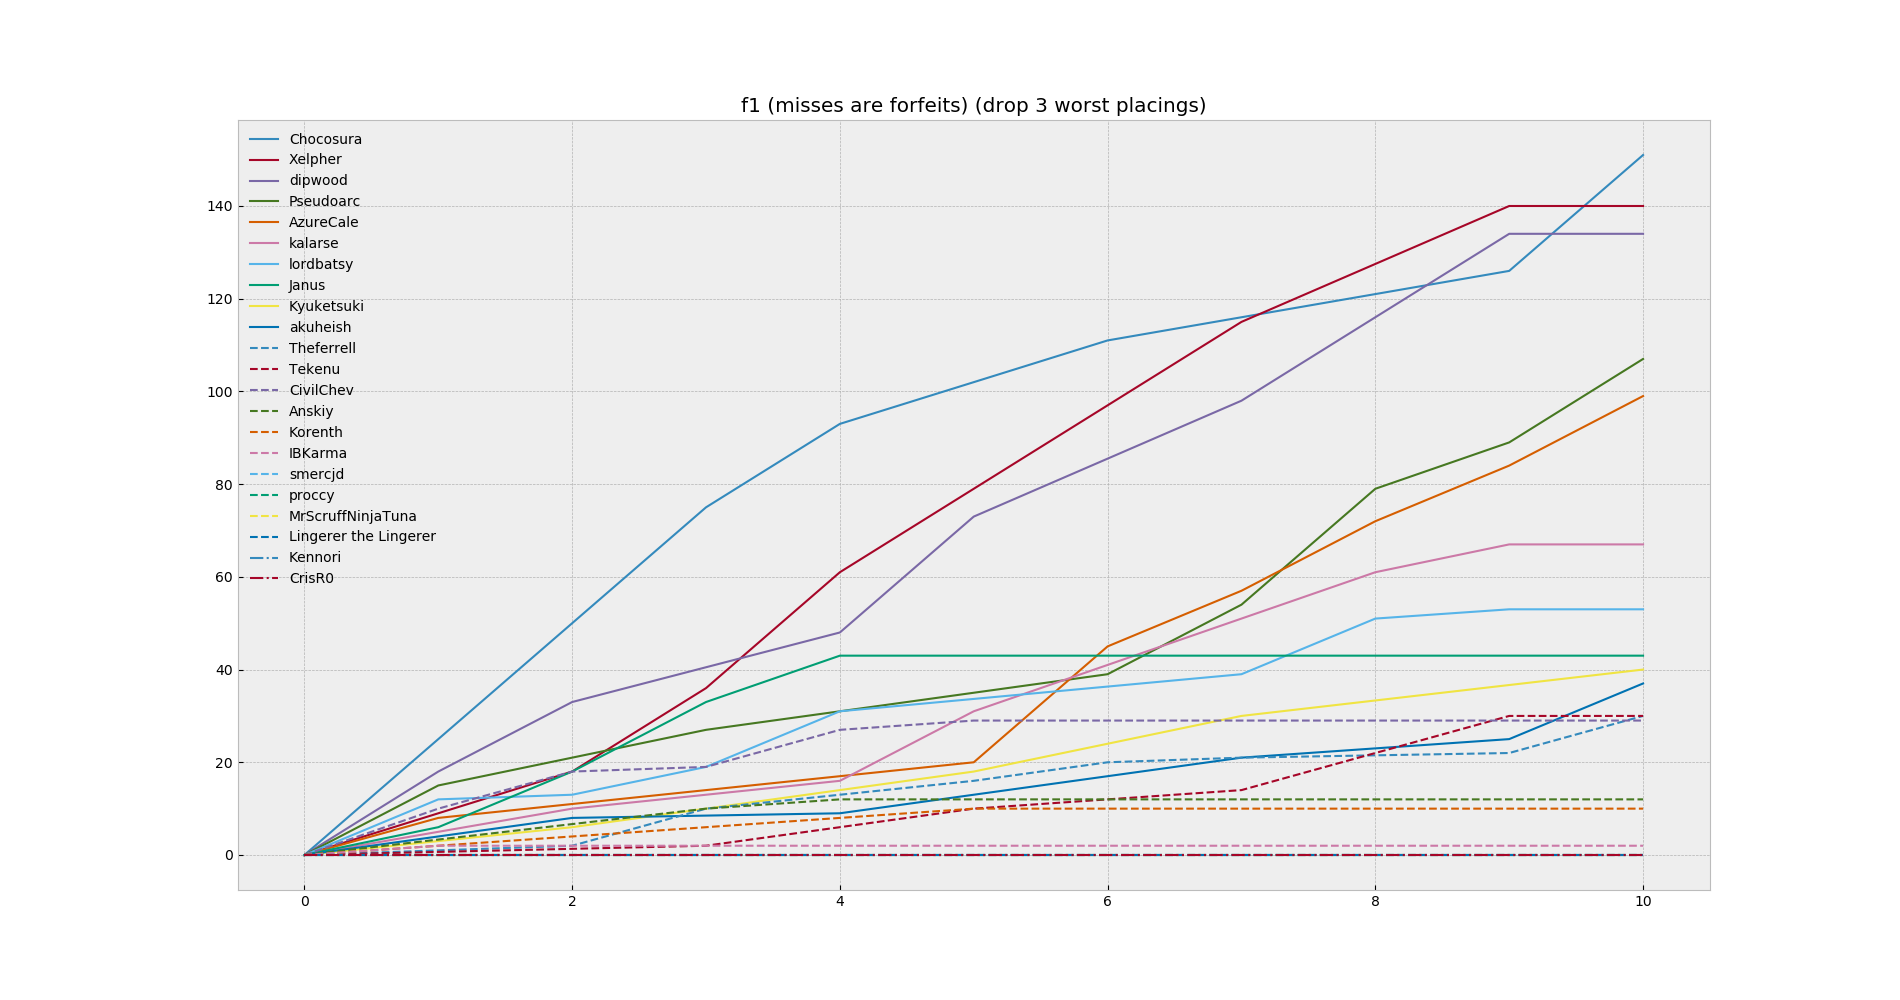 f1 (misses are forfeits) (drop 3 worst placings)
Chocosura
Xelpher
dipwood
Pseudoarc
AzureCale
kalarse
lordbatsy
Janus
Kyuketsuki
akuheish
Theferrell
Tekenu
CivilChev
Anskiy
Korenth
IBKarma
smercjd
proccy
MrScruffNinjaTuna
Lingerer the Lingerer
Kennori
CrisR0
140
120
100
80
60
40
20
0
0 2 4 6 8 10